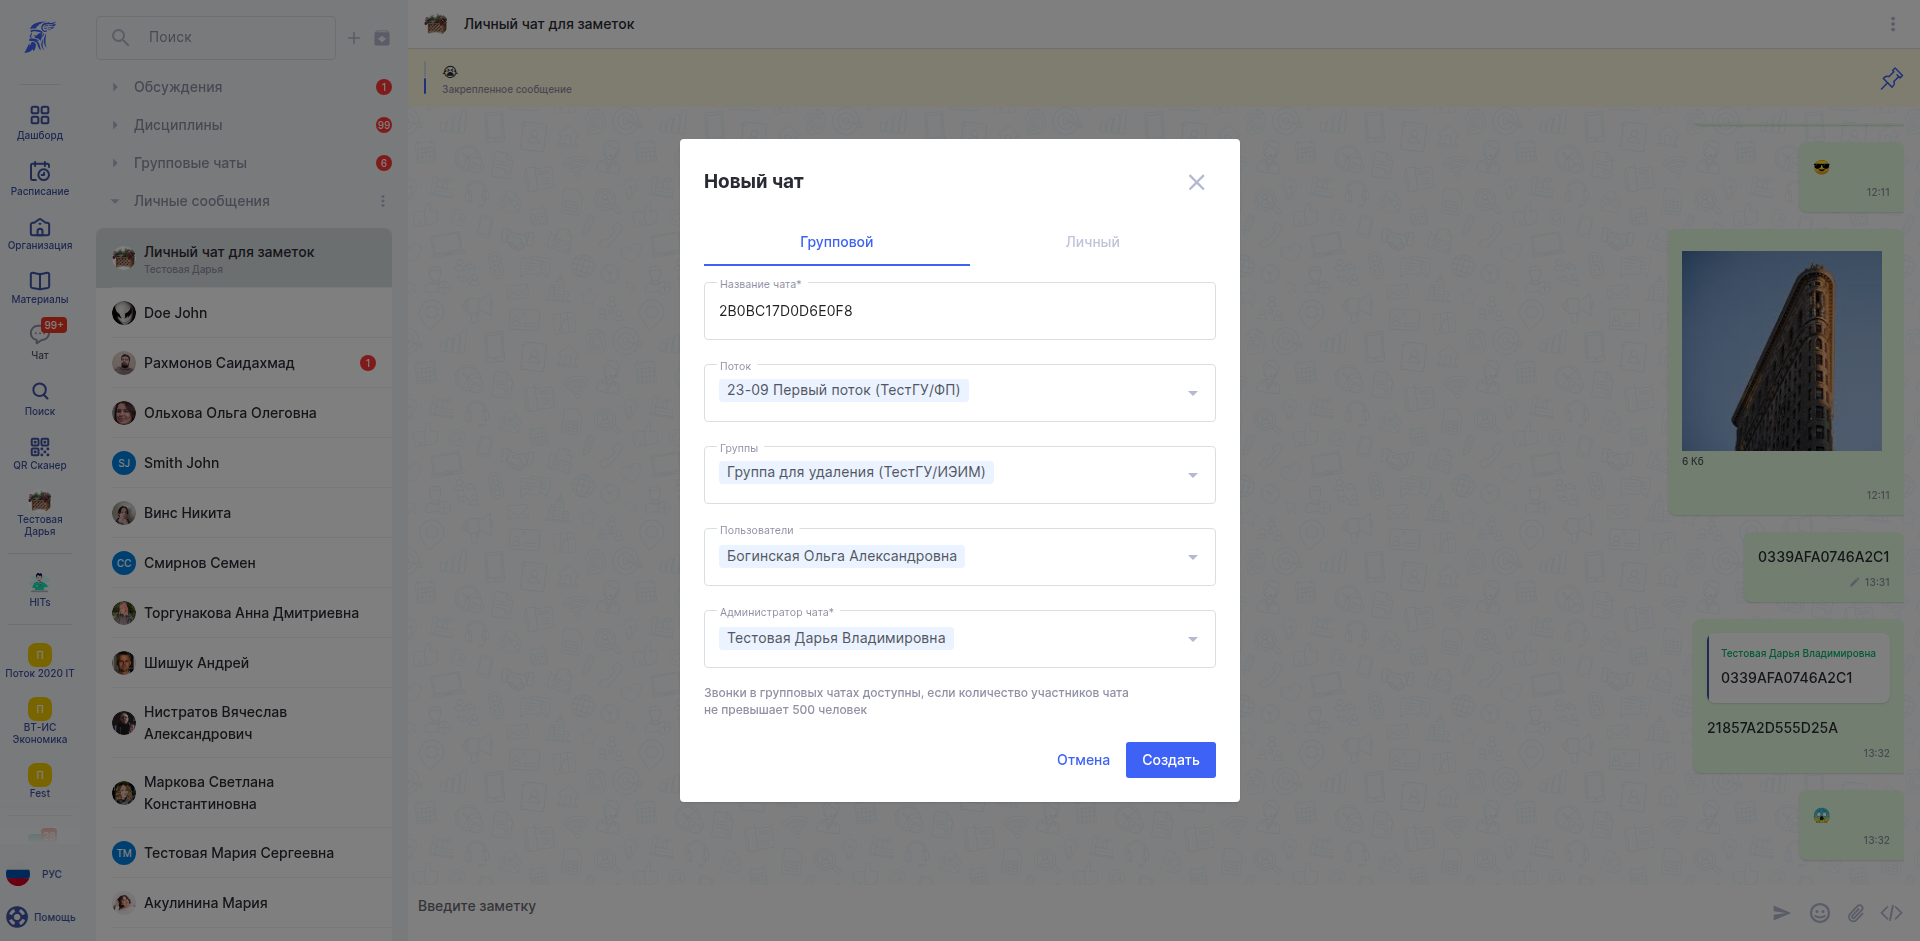 Дашборд
Расписание
Организация
Материалы
99+
Чат
Поиск
QR Сканер
Тестовая
Дарья
HITs
П
Поток 2020 IT
П
ВТ-ИС
Экономика
П
Fest
РУС
Помощь
Поиск
Обсуждения
1
Дисциплины
99
Групповые чаты
6
Личные сообщения
Личный чат для заметок
Тестовая Дарья
Doe John
Рахмонов Саидахмад
1
Ольхова Ольга Олеговна
SJ
Smith John
Винс Никита
СС
Смирнов Семен
Торгунакова Анна Дмитриевна
Шишук Андрей
Нистратов Вячеслав
Александрович
Маркова Светлана
Константиновна
ТМ
Тестовая Мария Сергеевна
Акулинина Мария
Личный чат для заметок
Закрепленное сообщение
12:11
6 Кб
12:11
0339AFA0746A2C1
13:31
Тестовая Дарья Владимировна
0339AFA0746A2C1
21857A2D555D25A
13:32
13:32
Введите заметку
Новый чат
Групповой
Личный
Название чата*
2B0BC17D0D6E0F8
Поток
23-09 Первый поток (ТестГУ/ФП)
Группы
Группа для удаления (ТестГУ/ИЭИМ)
Пользователи
Богинская Ольга Александровна
Администратор чата*
Тестовая Дарья Владимировна
Звонки в групповых чатах доступны, если количество участников чата
не превышает 500 человек
Отмена
Создать